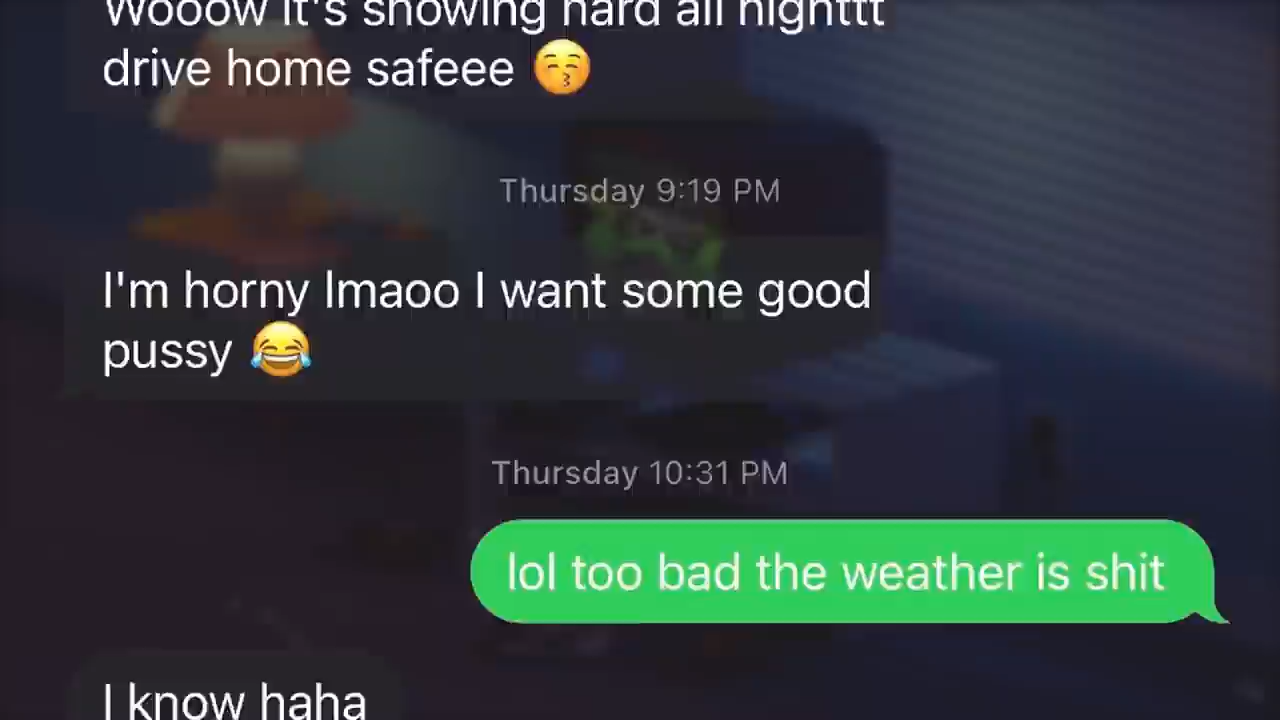 Wooow it's snowing hard all nighttt
drive home safeee 😚
Thursday 9:19 PM
I'm horny lmaoo I want some good
pussy 😂
Thursday 10:31 PM
lol too bad the weather is shit
I know haha